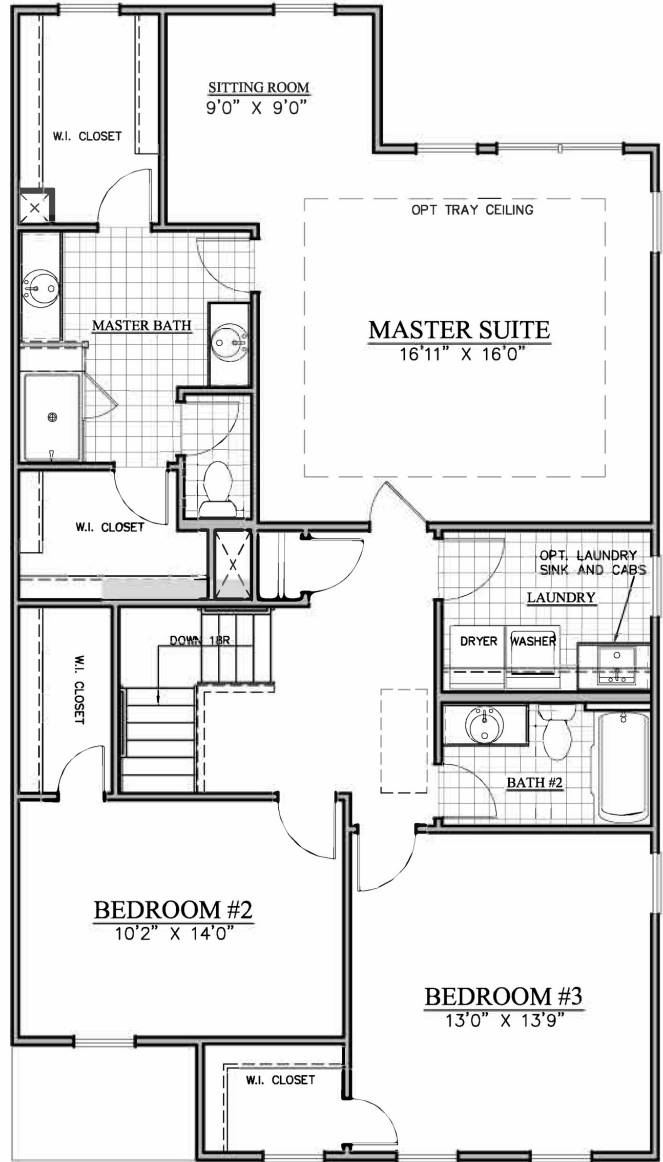 SITTING ROOM
9'0" X 9'0"
W.I. CLOSET
X
OPT TRAY CEILING
MASTER BATH
MASTER SUITE
16'11" X 16'0"
W.I. CLOSET
X
OPT. LAUNDRY
SINK AND CABS
LAUNDRY
DRYER
WASHER
DOWN 18R
W.I. CLOSET
BATH #2
BEDROOM #2
10'2" X 14'0"
BEDROOM #3
13'0" X 13'9"
W.I. CLOSET